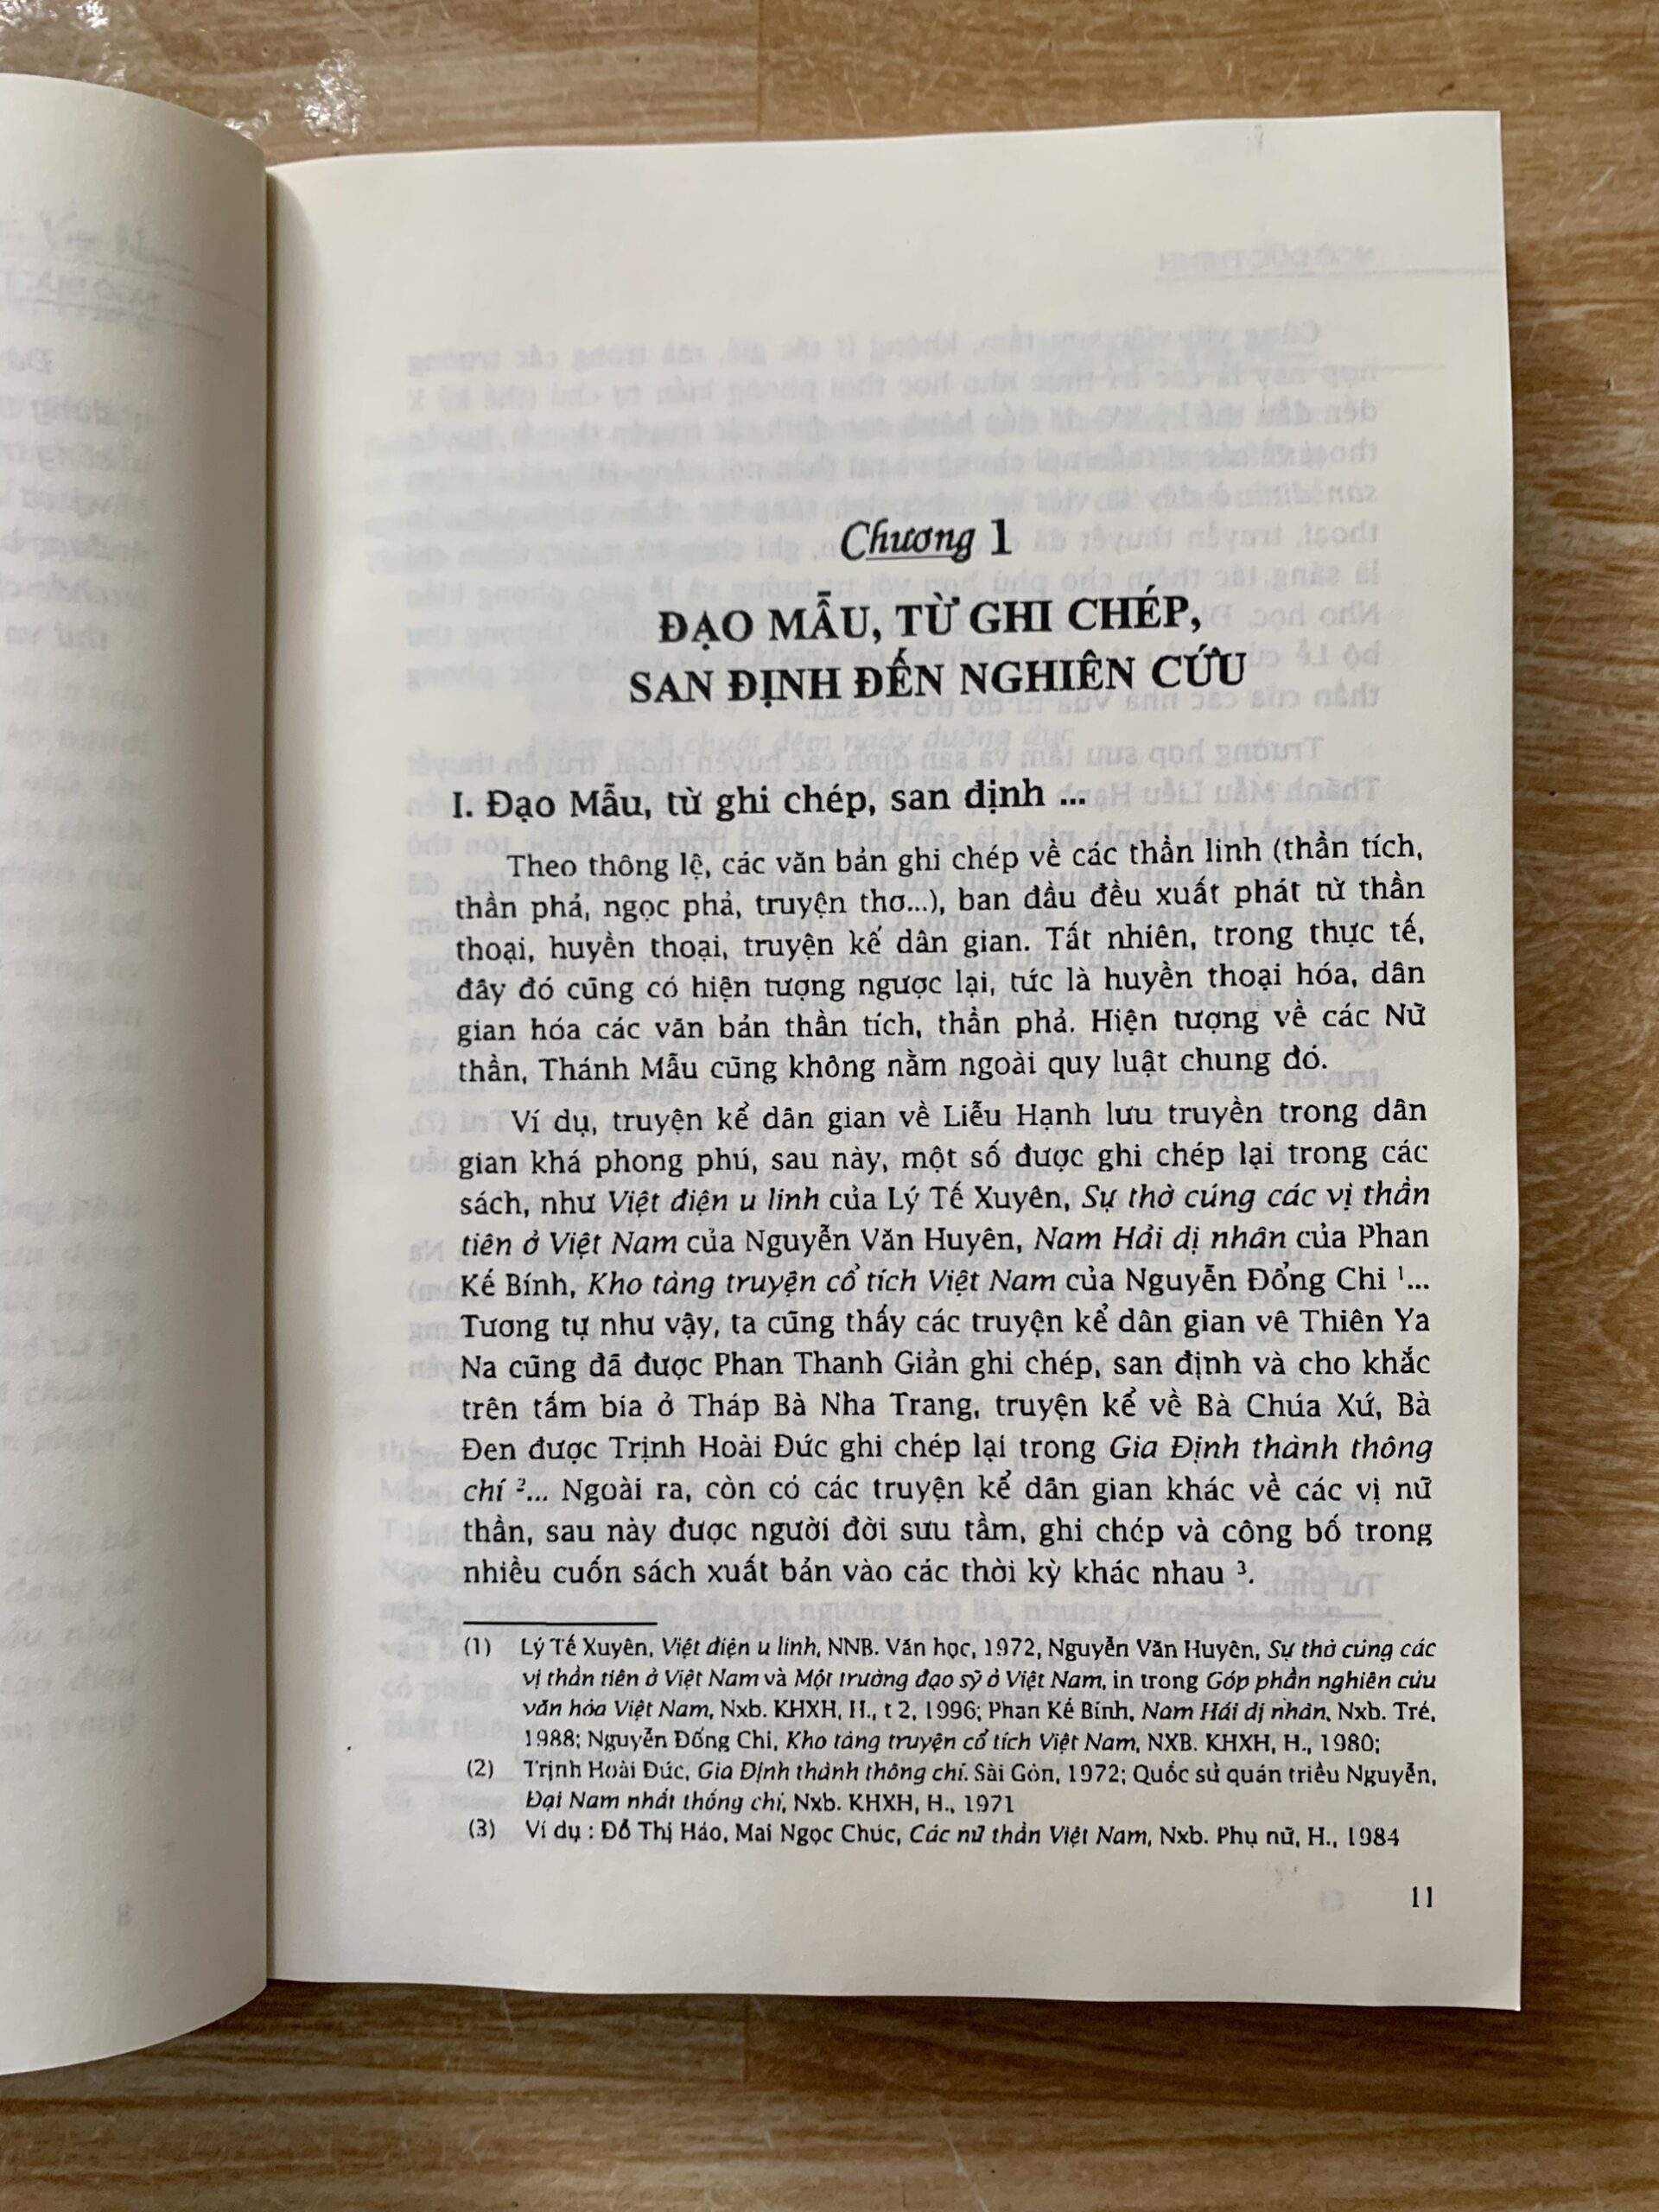 Chương 1
ĐẠO MẪU, TỪ GHI CHÉP,
SAN ĐỊNH ĐẾN NGHIÊN CỨU
I. Đạo Mẫu, từ ghi chép, san định ...
Theo thông lệ, các văn bản ghi chép về các thần linh (thần tích,
thần phả, ngọc phả, truyện thơ...), ban đầu đều xuất phát từ thần
thoại, huyền thoại, truyện kể dân gian. Tất nhiên, trong thực tế,
đây đó cũng có hiện tượng ngược lại, tức là huyền thoại hóa, dân
gian hóa các văn bản thần tích, thần phả. Hiện tượng về các Nữ
thần, Thánh Mẫu cũng không nằm ngoài quy luật chung đó.
Ví dụ, truyện kể dân gian về Liễu Hạnh lưu truyền trong dân
gian khá phong phú, sau này, một số được ghi chép lại trong các
sách, như Việt điện u linh của Lý Tế Xuyên, Sự thờ cúng các vị thần
tiên ở Việt Nam của Nguyễn Văn Huyên, Nam Hải dị nhân của Phan
Kế Bính, Kho tàng truyện cổ tích Việt Nam của Nguyễn Đổng Chi ¹...
Tương tự như vậy, ta cũng thấy các truyện kể dân gian vê Thiên Ya
Na cũng đã được Phan Thanh Giản ghi chép, san định và cho khắc
trên tấm bia ở Tháp Bà Nha Trang, truyện kể về Bà Chúa Xứ, Bà
Đen được Trịnh Hoài Đức ghi chép lại trong Gia Định thành thông
chí ²... Ngoài ra, còn có các truyện kể dân gian khác về các vị nữ
thần, sau này được người đời sưu tầm, ghi chép và công bố trong
nhiều cuốn sách xuất bản vào các thời kỳ khác nhau ³.
(1) Lý Tế Xuyên, Việt điện u linh, NNB. Văn học, 1972, Nguyễn Văn Huyên, Sự thờ cúng các
vị thần tiên ở Việt Nam và Một trường đạo sỹ ở Việt Nam, in trong Góp phần nghiên cứu
văn hóa Việt Nam, Nxb. KHXH, H., t 2, 1996; Phan Kế Bính, Nam Hải dị nhân, Nxb. Trẻ,
1988; Nguyễn Đổng Chi, Kho tàng truyện cổ tích Việt Nam, NXB. KHXH, H., 1980;
(2) Trịnh Hoài Đức, Gia Định thành thông chí. Sài Gòn, 1972; Quốc sử quán triều Nguyễn,
Đại Nam nhất thống chí, Nxb. KHXH, H., 1971
(3) Ví dụ : Đỗ Thị Hảo, Mai Ngọc Chúc, Các nữ thần Việt Nam, Nxb. Phụ nữ, H., 1984
11